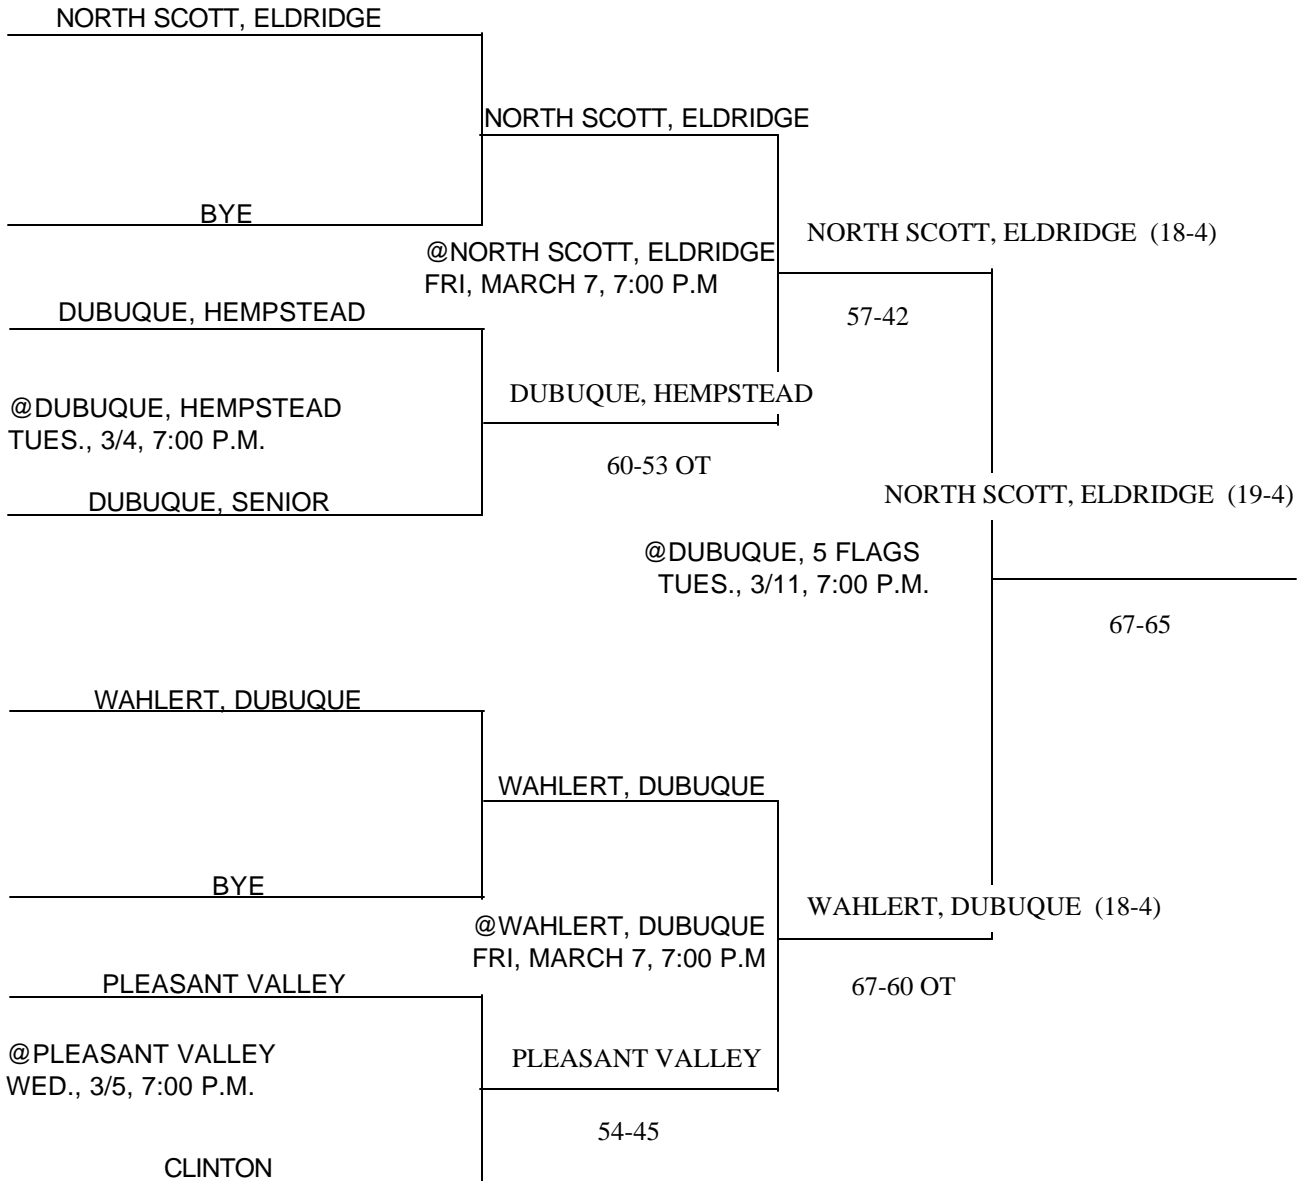 NORTH SCOTT, ELDRIDGE
NORTH SCOTT, ELDRIDGE
BYE
NORTH SCOTT, ELDRIDGE (18-4)
@NORTH SCOTT, ELDRIDGE
FRI, MARCH 7, 7:00 P.M
DUBUQUE, HEMPSTEAD
57-42
DUBUQUE, HEMPSTEAD
@DUBUQUE, HEMPSTEAD
TUES., 3/4, 7:00 P.M.
60-53 OT
DUBUQUE, SENIOR
NORTH SCOTT, ELDRIDGE (19-4)
@DUBUQUE, 5 FLAGS
TUES., 3/11, 7:00 P.M.
67-65
WAHLERT, DUBUQUE
WAHLERT, DUBUQUE
BYE
WAHLERT, DUBUQUE (18-4)
@WAHLERT, DUBUQUE
FRI, MARCH 7, 7:00 P.M
PLEASANT VALLEY
67-60 OT
@PLEASANT VALLEY
WED., 3/5, 7:00 P.M.
PLEASANT VALLEY
54-45
CLINTON